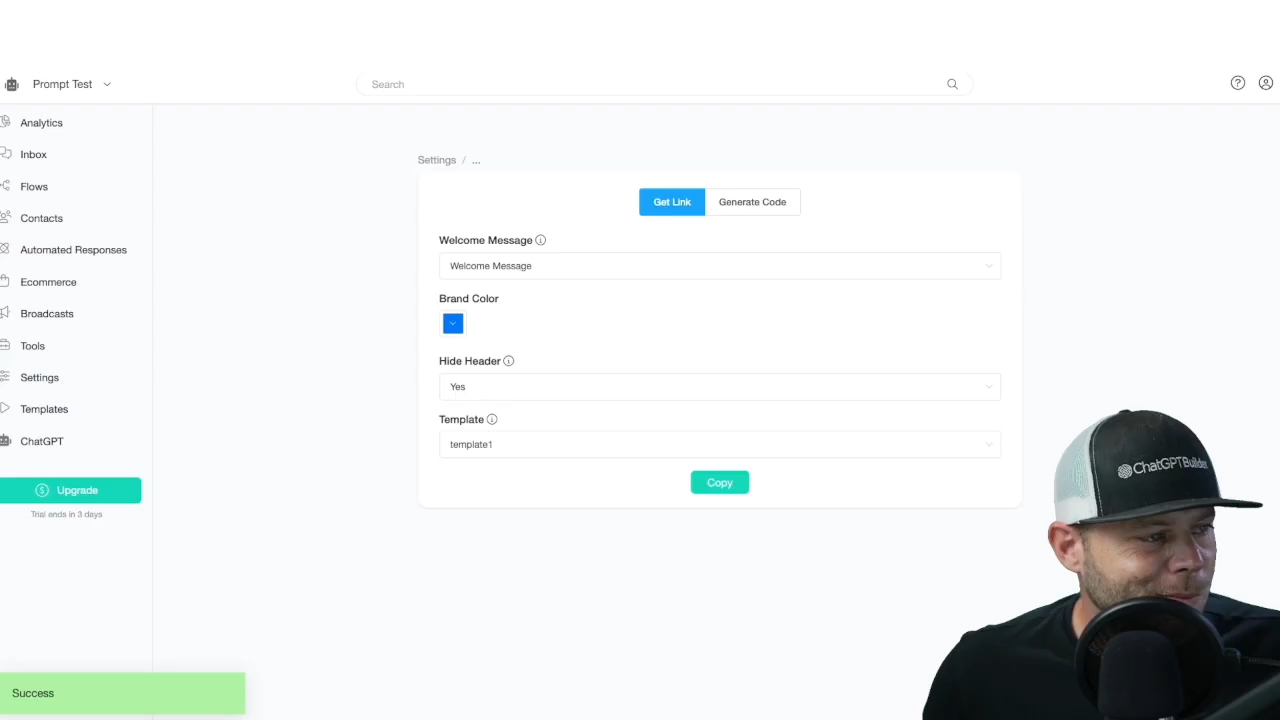 Prompt Test
Search
Analytics
Inbox
Flows
Contacts
Automated Responses
Ecommerce
Broadcasts
Tools
Settings
Templates
ChatGPT
Upgrade
Trial ends in 3 days
Settings / ...
Get Link
Generate Code
Welcome Message
Welcome Message
Brand Color
Hide Header
Yes
Template
template1
Copy
ChatGPTBuilder
Success